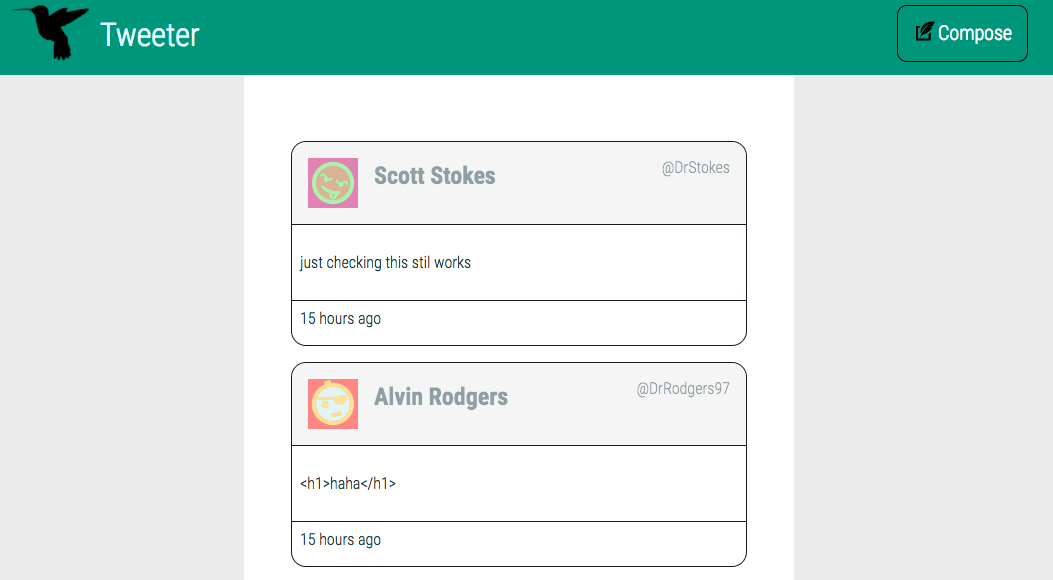 Tweeter
Compose
Scott Stokes
@DrStokes
just checking this stil works
15 hours ago
Alvin Rodgers
@DrRodgers97
<h1>haha</h1>
15 hours ago